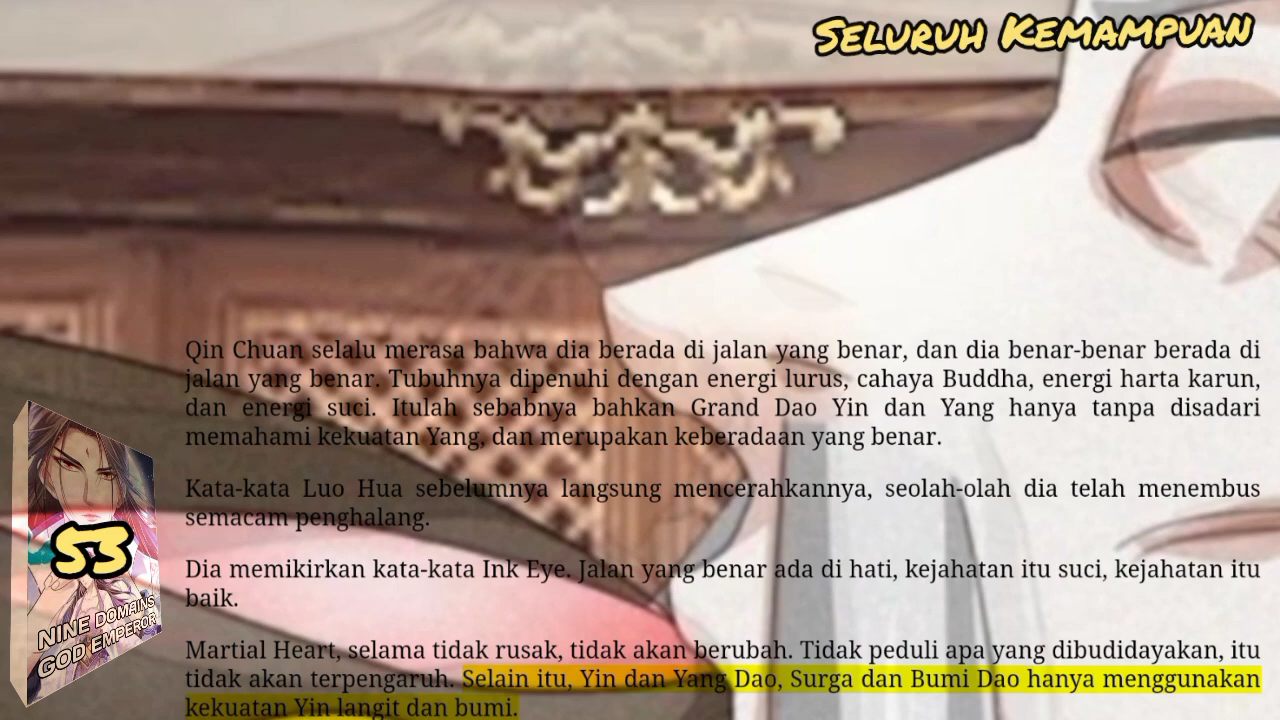 Seluruh Kemampuan
Qin Chuan selalu merasa bahwa dia berada di jalan yang benar, dan dia benar-benar berada di
jalan yang benar. Tubuhnya dipenuhi dengan energi lurus, cahaya Buddha, energi harta karun,
dan energi suci. Itulah sebabnya bahkan Grand Dao Yin dan Yang hanya tanpa disadari
memahami kekuatan Yang, dan merupakan keberadaan yang benar.
Kata-kata Luo Hua sebelumnya langsung mencerahkannya, seolah-olah dia telah menembus
semacam penghalang.
Dia memikirkan kata-kata Ink Eye. Jalan yang benar ada di hati, kejahatan itu suci, kejahatan itu
baik.
Martial Heart, selama tidak rusak, tidak akan berubah. Tidak peduli apa yang dibudidayakan, itu
tidak akan terpengaruh. Selain itu, Yin dan Yang Dao, Surga dan Bumi Dao hanya menggunakan
kekuatan Yin langit dan bumi.
53
NINE DOMAINS
GOD EMPEROR